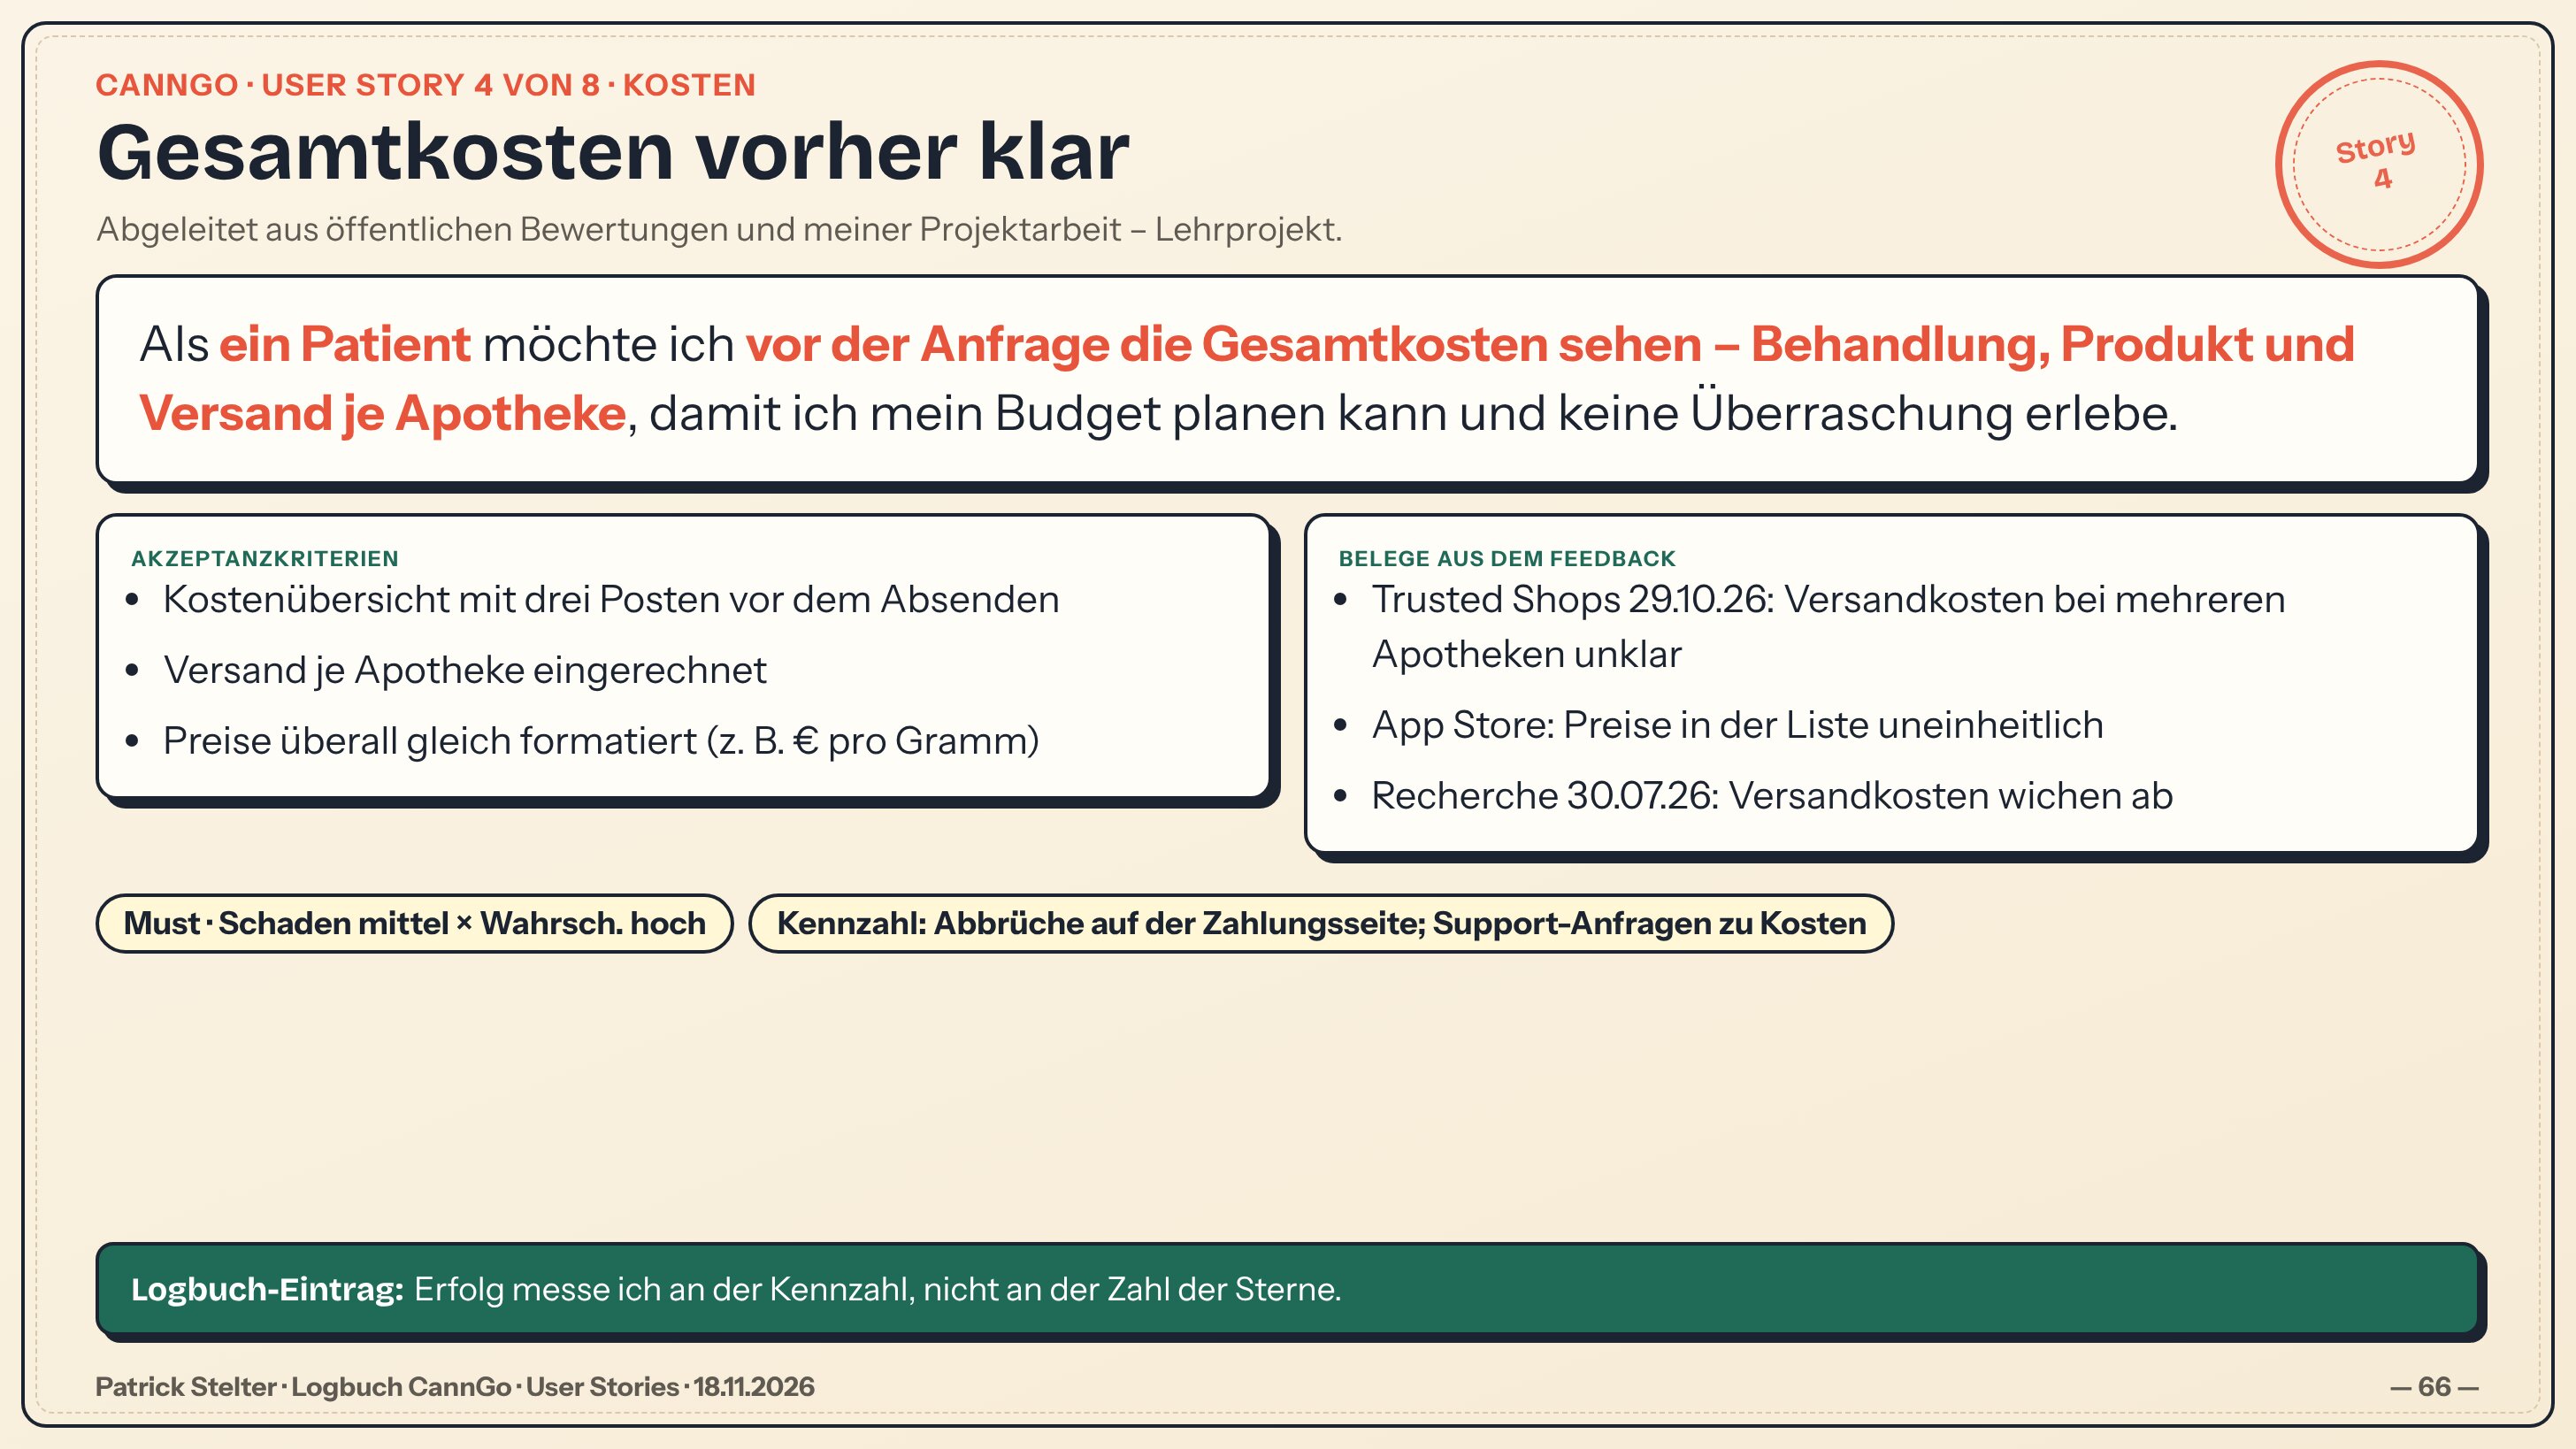 CANNGO · USER STORY 4 VON 8 · KOSTEN
Gesamtkosten vorher klar
Abgeleitet aus öffentlichen Bewertungen und meiner Projektarbeit – Lehrprojekt.
Story
4
Als ein Patient möchte ich vor der Anfrage die Gesamtkosten sehen – Behandlung, Produkt und
Versand je Apotheke, damit ich mein Budget planen kann und keine Überraschung erlebe.
AKZEPTANZKRITERIEN
• Kostenübersicht mit drei Posten vor dem Absenden
• Versand je Apotheke eingerechnet
• Preise überall gleich formatiert (z. B. € pro Gramm)
BELEGE AUS DEM FEEDBACK
• Trusted Shops 29.10.26: Versandkosten bei mehreren
Apotheken unklar
• App Store: Preise in der Liste uneinheitlich
• Recherche 30.07.26: Versandkosten wichen ab
Must · Schaden mittel × Wahrsch. hoch
Kennzahl: Abbrüche auf der Zahlungsseite; Support-Anfragen zu Kosten
Logbuch-Eintrag: Erfolg messe ich an der Kennzahl, nicht an der Zahl der Sterne.
Patrick Stelter · Logbuch CannGo · User Stories · 18.11.2026
— 66 —